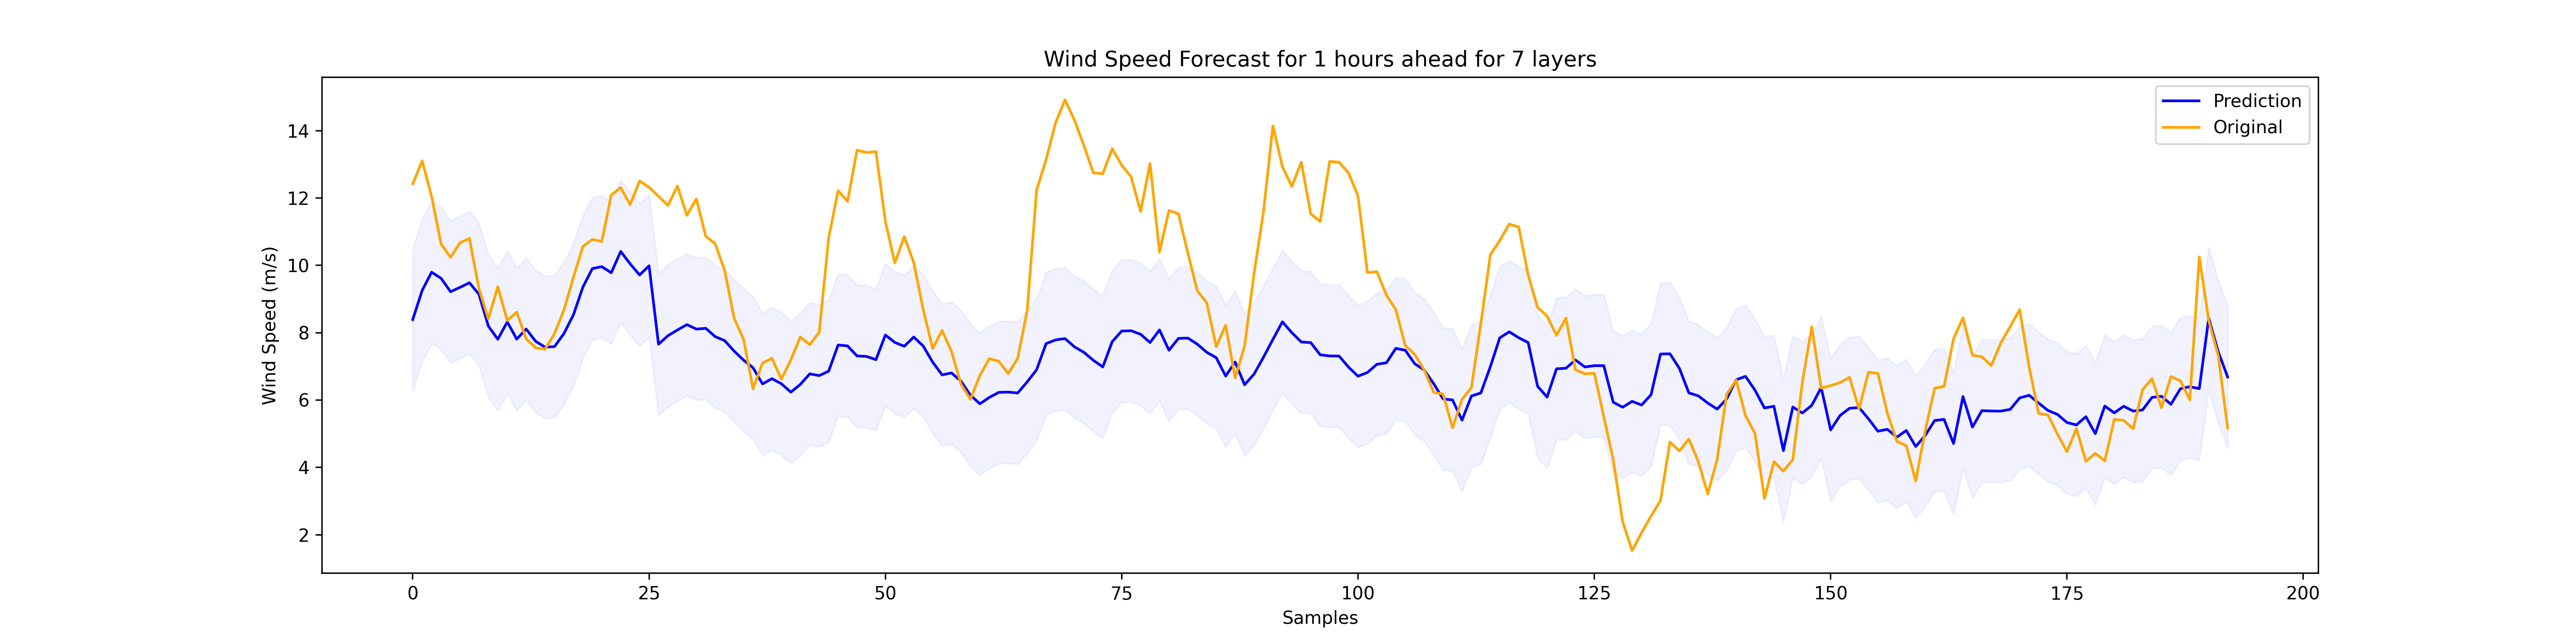 Wind Speed Forecast for 1 hours ahead for 7 layers
Prediction
Original
Wind Speed (m/s)
14
12
10
8
6
4
2
0 25 50 75 100 125 150 175 200
Samples